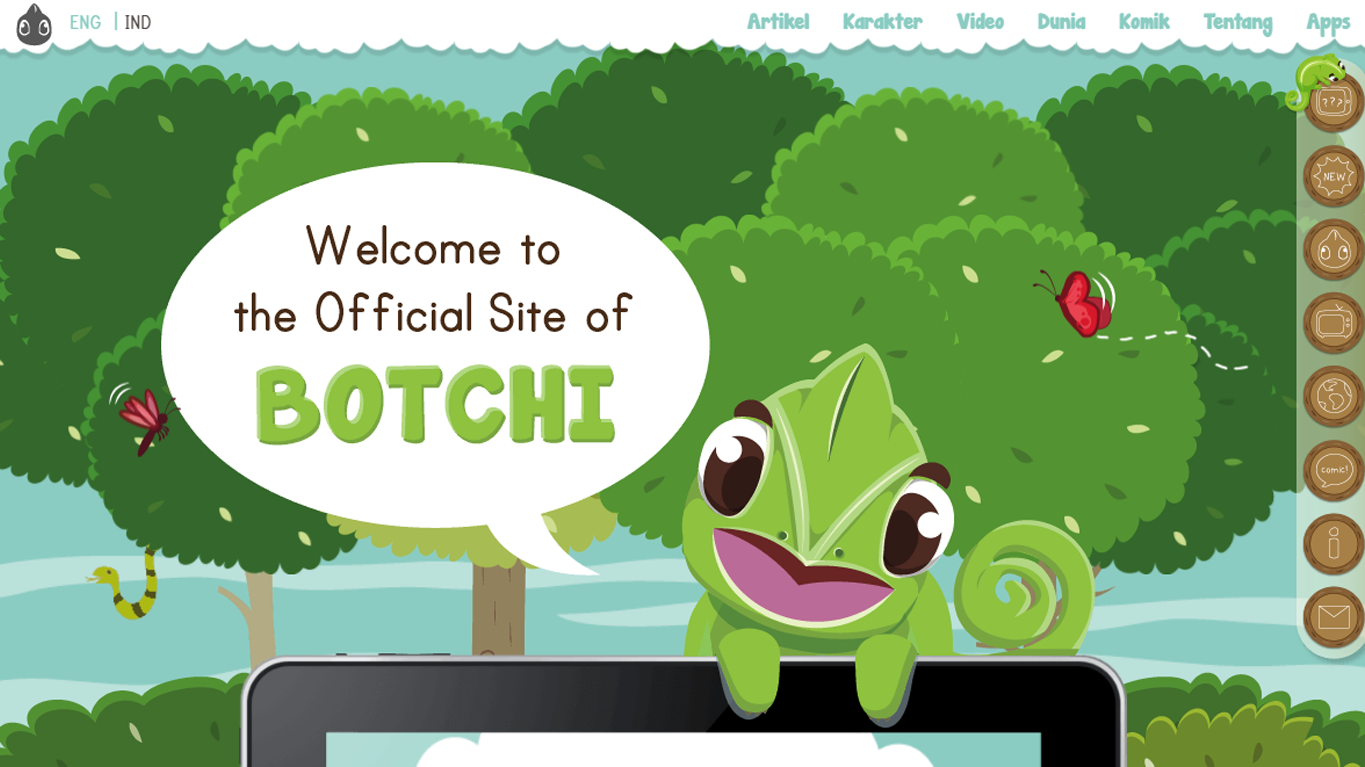 ENG | IND
Artikel Karakter Video Dunia Komik Tentang Apps
???
NEW
Welcome to
the Official Site of
BOTCHI
comic!
i